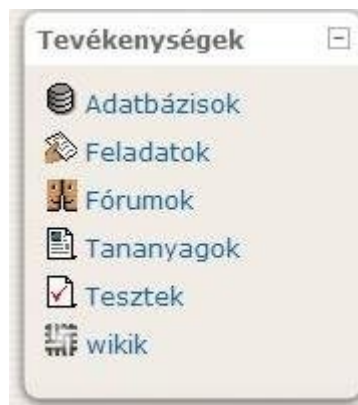 Tevékenységek
Adatbázisok
Feladatok
Fórumok
Tananyagok
Tesztek
wikik